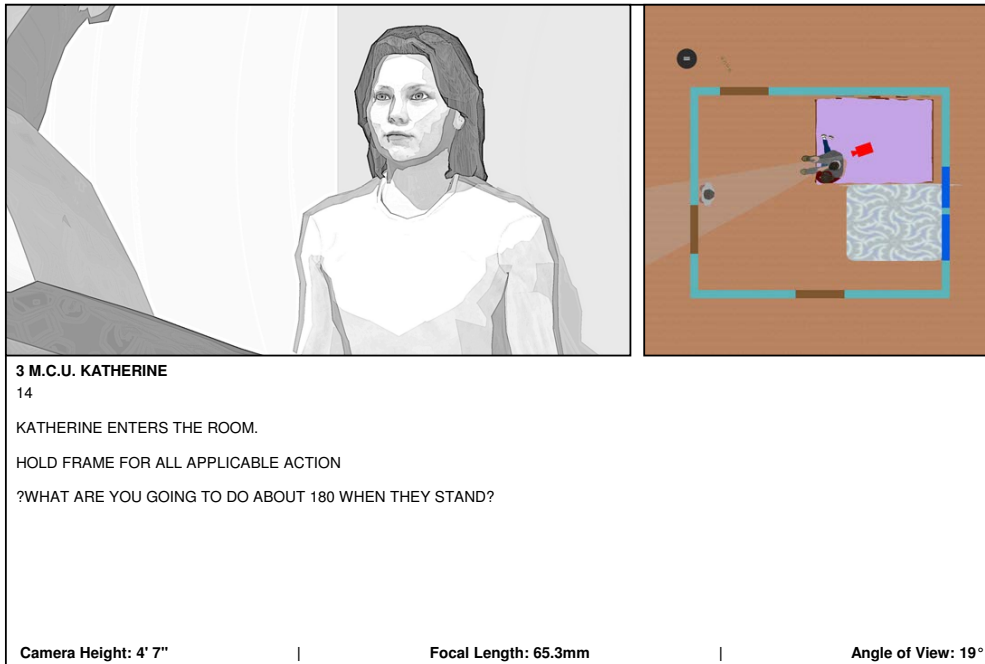 3 M.C.U. KATHERINE
14
KATHERINE ENTERS THE ROOM.
HOLD FRAME FOR ALL APPLICABLE ACTION
?WHAT ARE YOU GOING TO DO ABOUT 180 WHEN THEY STAND?
Camera Height: 4' 7" | Focal Length: 65.3mm | Angle of View: 19°